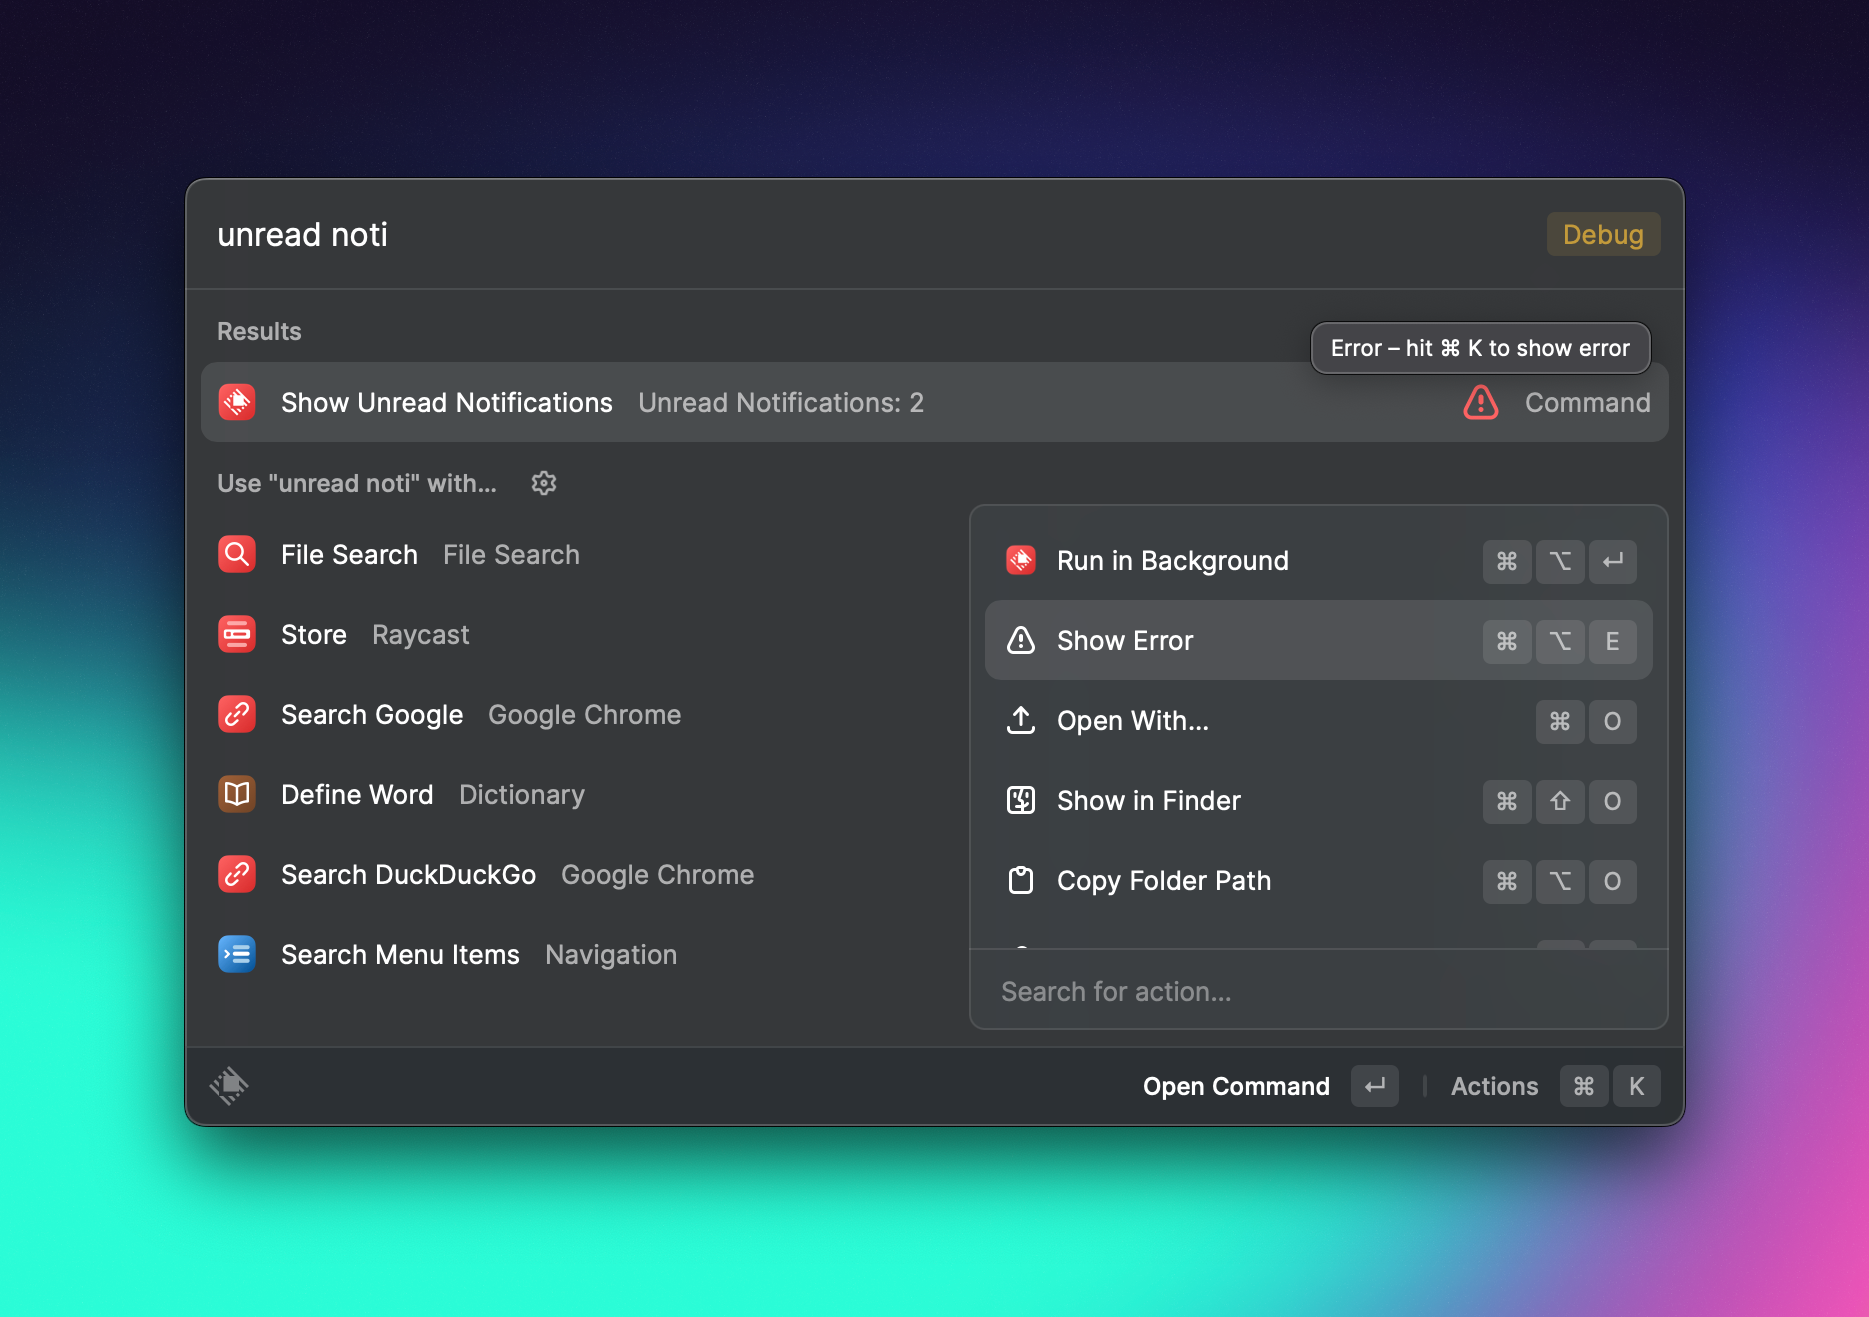 unread noti Debug
Results
Error – hit ⌘ K to show error
Show Unread Notifications Unread Notifications: 2 Command
Use "unread noti" with...
File Search File Search
Store Raycast
Search Google Google Chrome
Define Word Dictionary
Search DuckDuckGo Google Chrome
Search Menu Items Navigation
Run in Background ⌘ ⌥ ↵
Show Error ⌘ ⌥ E
Open With... ⌘ O
Show in Finder ⌘ ⇧ O
Copy Folder Path ⌘ ⌥ O
Search for action...
Open Command ↵ Actions ⌘ K